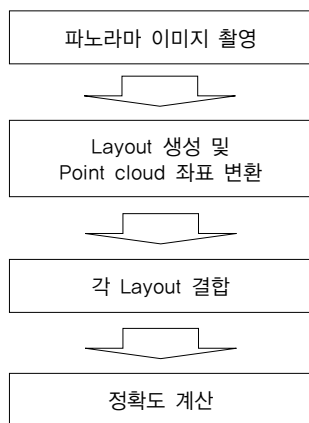 파노라마 이미지 촬영
Layout 생성 및
Point cloud 좌표 변환
각 Layout 결합
정확도 계산